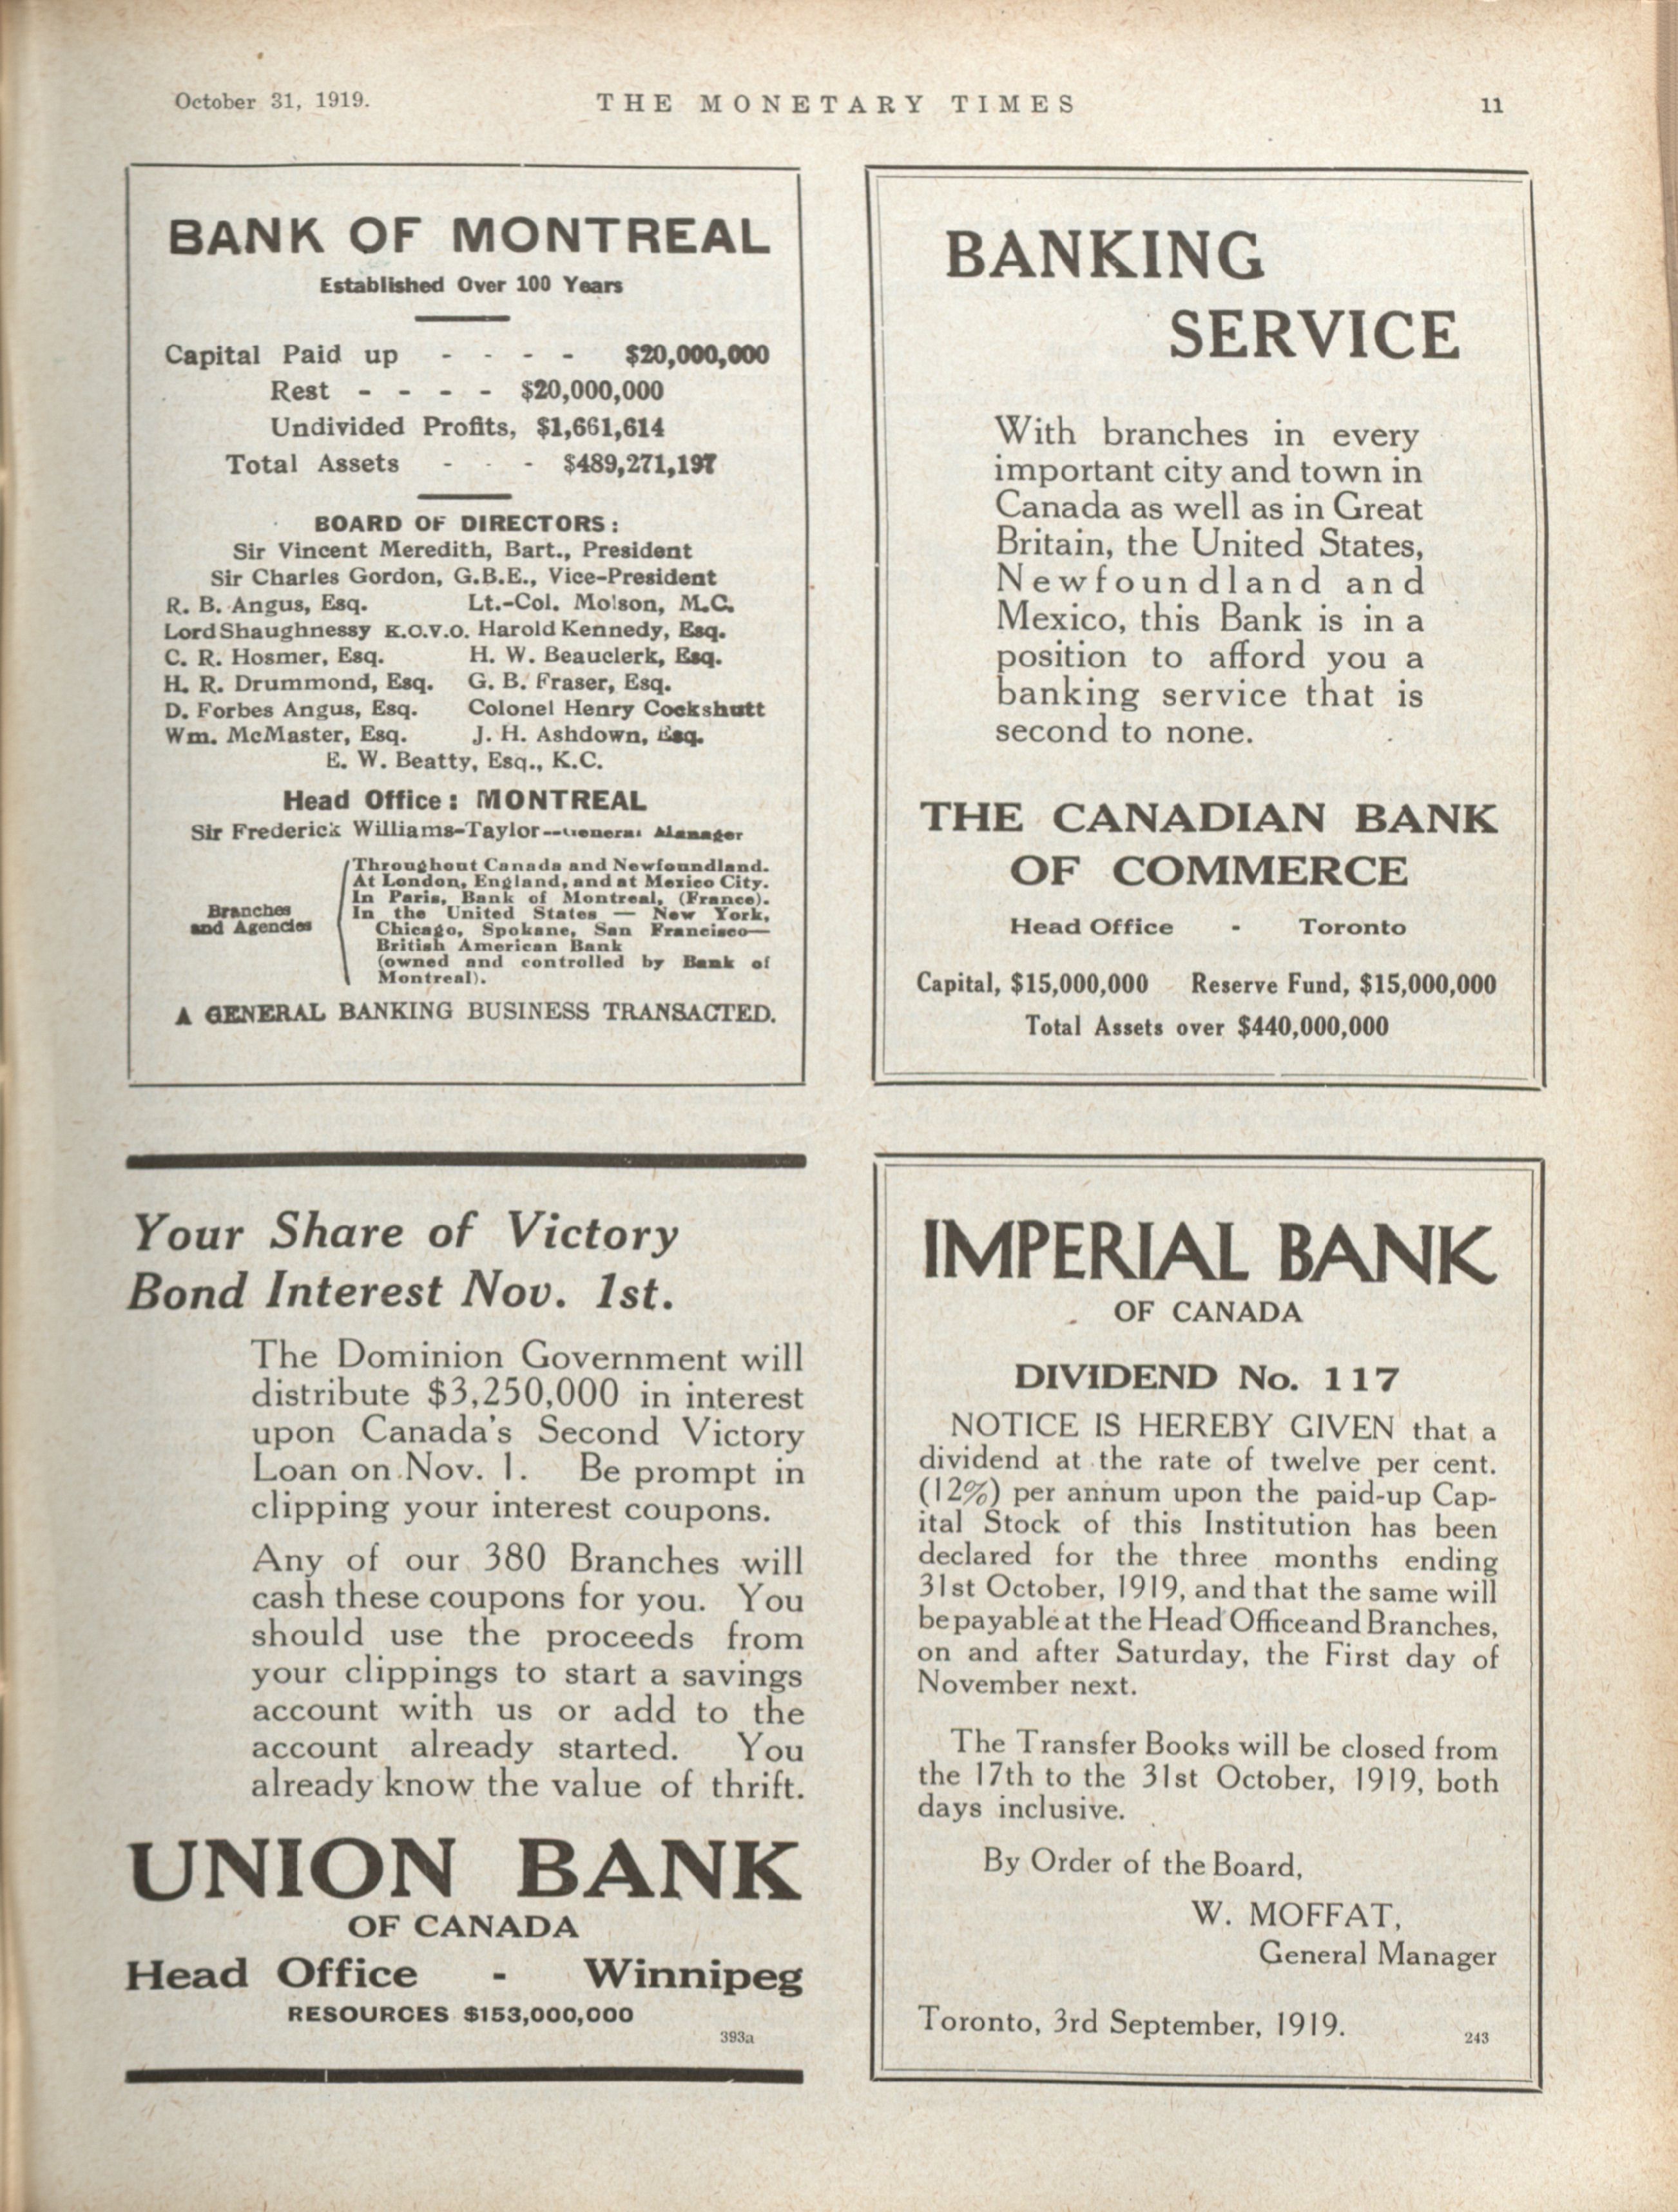 October 31, 1919.
THE MONETARY TIMES
11
BANK OF MONTREAL
Established Over 100 Years
Capital Paid up - - - - $20,000,000
Rest - - - - $20,000,000
Undivided Profits, $1,661,614
Total Assets - - - $489,271,197
BOARD OF DIRECTORS:
Sir Vincent Meredith, Bart., President
Sir Charles Gordon, G.B.E., Vice-President
R. B. Angus, Esq. Lt.-Col. Molson, M.C.
Lord Shaughnessy K.C.V.O. Harold Kennedy, Esq.
C. R. Hosmer, Esq. H. W. Beauclerk, Esq.
H. R. Drummond, Esq. G. B. Fraser, Esq.
D. Forbes Angus, Esq. Colonel Henry Cockshutt
Wm. McMaster, Esq. J. H. Ashdown, Esq.
E. W. Beatty, Esq., K.C.
Head Office: MONTREAL
Sir Frederick Williams-Taylor--General Manager
Branches
and Agencies
Throughout Canada and Newfoundland.
At London, England, and at Mexico City.
In Paris, Bank of Montreal, (France).
In the United States — New York,
Chicago, Spokane, San Francisco—
British American Bank
(owned and controlled by Bank of
Montreal).
A GENERAL BANKING BUSINESS TRANSACTED.
BANKING
SERVICE
With branches in every
important city and town in
Canada as well as in Great
Britain, the United States,
Newfoundland and
Mexico, this Bank is in a
position to afford you a
banking service that is
second to none.
THE CANADIAN BANK
OF COMMERCE
Head Office - Toronto
Capital, $15,000,000 Reserve Fund, $15,000,000
Total Assets over $440,000,000
Your Share of Victory
Bond Interest Nov. 1st.
The Dominion Government will
distribute $3,250,000 in interest
upon Canada's Second Victory
Loan on Nov. 1. Be prompt in
clipping your interest coupons.
Any of our 380 Branches will
cash these coupons for you. You
should use the proceeds from
your clippings to start a savings
account with us or add to the
account already started. You
already know the value of thrift.
UNION BANK
OF CANADA
Head Office - Winnipeg
RESOURCES $153,000,000
393a
IMPERIAL BANK
OF CANADA
DIVIDEND No. 117
NOTICE IS HEREBY GIVEN that a
dividend at the rate of twelve per cent.
(12%) per annum upon the paid-up Cap-
ital Stock of this Institution has been
declared for the three months ending
31st October, 1919, and that the same will
be payable at the Head Office and Branches,
on and after Saturday, the First day of
November next.
The Transfer Books will be closed from
the 17th to the 31st October, 1919, both
days inclusive.
By Order of the Board,
W. MOFFAT,
General Manager
Toronto, 3rd September, 1919.
243